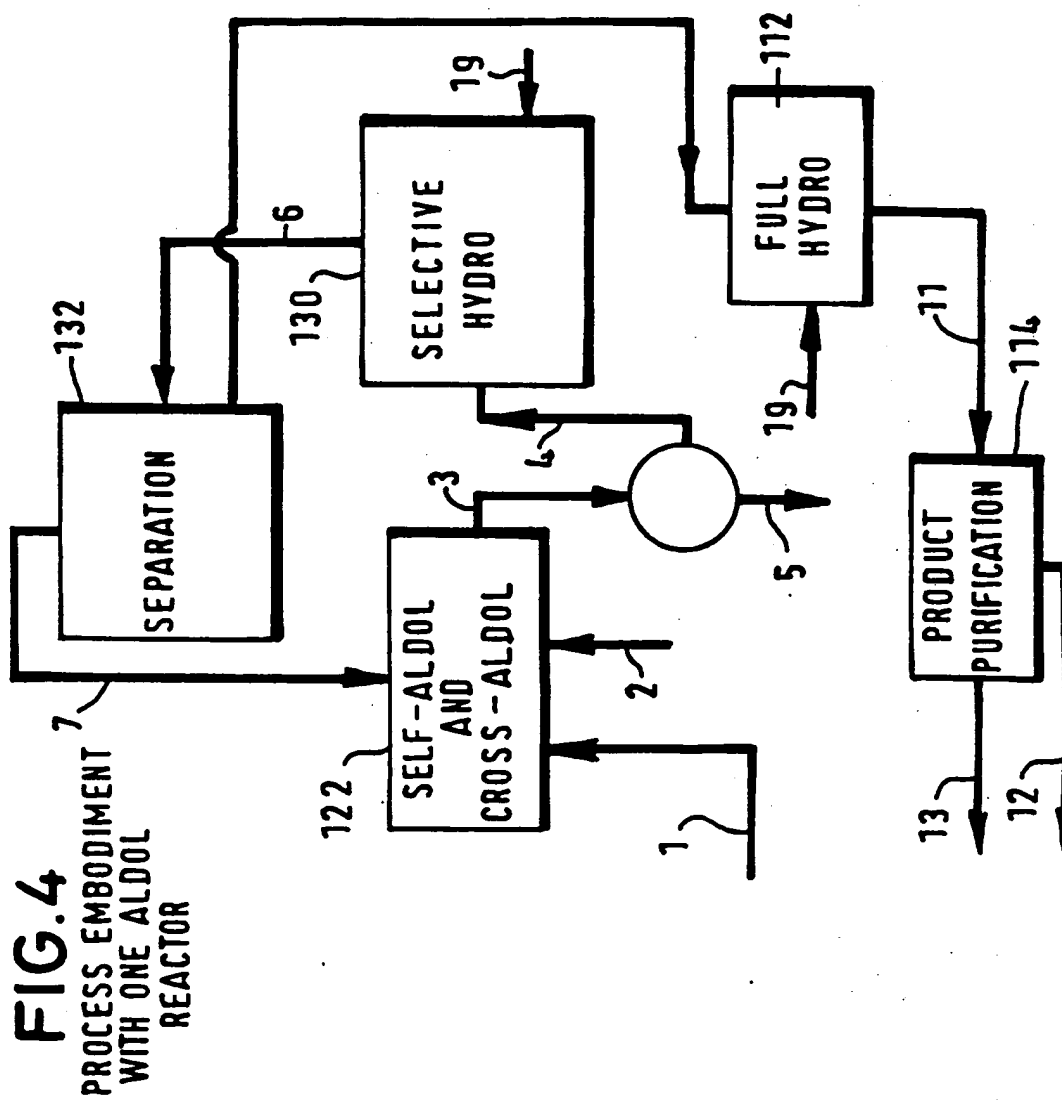 FIG.4
PROCESS EMBODIMENT
WITH ONE ALDOL
REACTOR
7
SEPARATION
132
6
122
SELF-ALDOL
AND
CROSS-ALDOL
3
4
130
SELECTIVE
HYDRO
19
1
2
5
19
FULL
HYDRO
112
11
13
PRODUCT
PURIFICATION
114
12